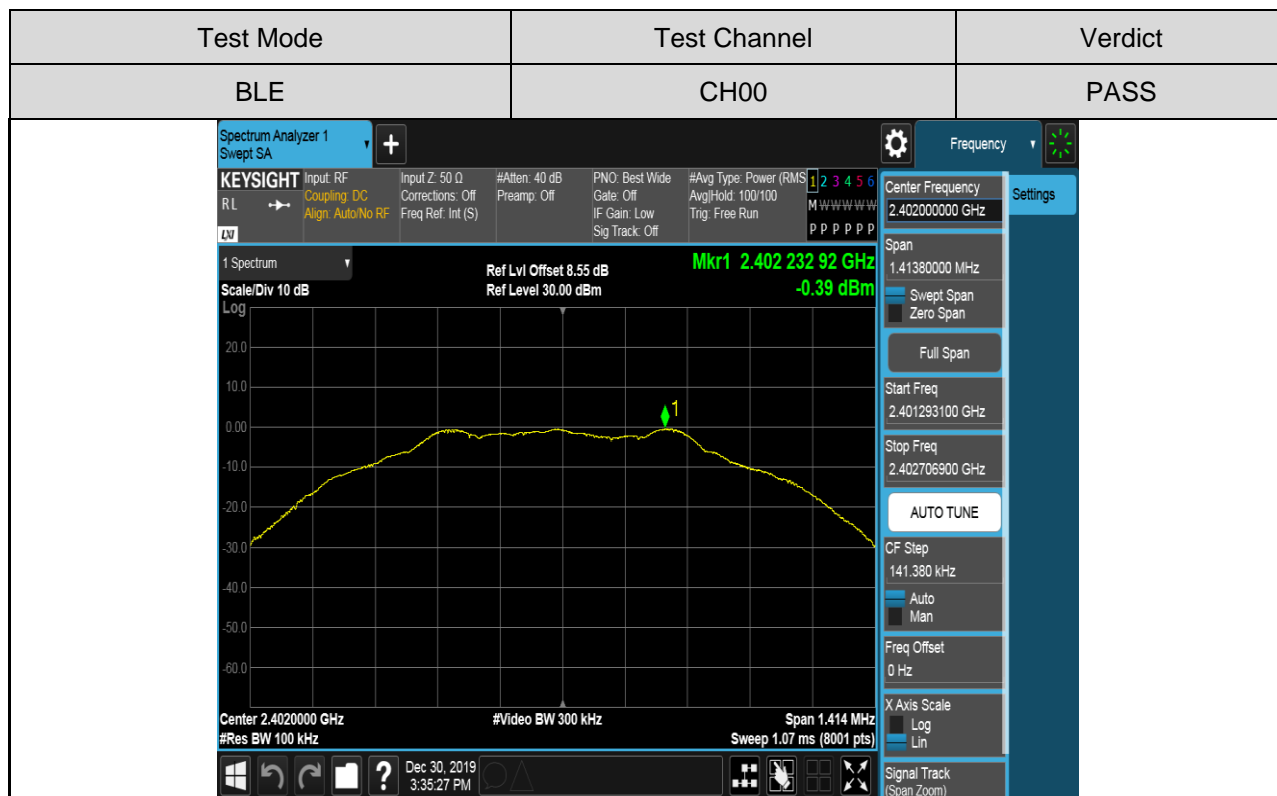 Test Mode Test Channel Verdict
BLE CH00 PASS
Spectrum Analyzer 1
Swept SA
+
Frequency
KEYSIGHT
RL
LXI
Input: RF
Coupling: DC
Align: Auto/No RF
Input Z: 50 Ω
Corrections: Off
Freq Ref: Int (S)
#Atten: 40 dB
Preamp: Off
PNO: Best Wide
Gate: Off
IF Gain: Low
Sig Track: Off
#Avg Type: Power (RMS
Avg|Hold: 100/100
Trig: Free Run
1 2 3 4 5 6
M W W W W W
P P P P P P
1 Spectrum
Scale/Div 10 dB
Log
Ref Lvl Offset 8.55 dB
Ref Level 30.00 dBm
Mkr1 2.402 232 92 GHz
-0.39 dBm
20.0
10.0
0.00
-10.0
-20.0
-30.0
-40.0
-50.0
-60.0
1
Center 2.4020000 GHz
#Res BW 100 kHz
#Video BW 300 kHz
Span 1.414 MHz
Sweep 1.07 ms (8001 pts)
Center Frequency
2.402000000 GHz
Settings
Span
1.41380000 MHz
Swept Span
Zero Span
Full Span
Start Freq
2.401293100 GHz
Stop Freq
2.402706900 GHz
AUTO TUNE
CF Step
141.380 kHz
Auto
Man
Freq Offset
0 Hz
X Axis Scale
Log
Lin
Signal Track
(Span Zoom)
?
Dec 30, 2019
3:35:27 PM